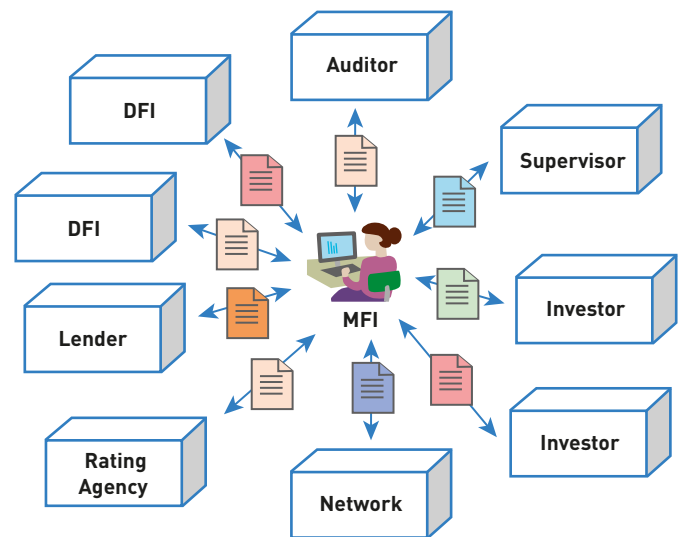 Auditor
DFI
Supervisor
DFI
Investor
Lender
MFI
Investor
Rating
Agency
Network